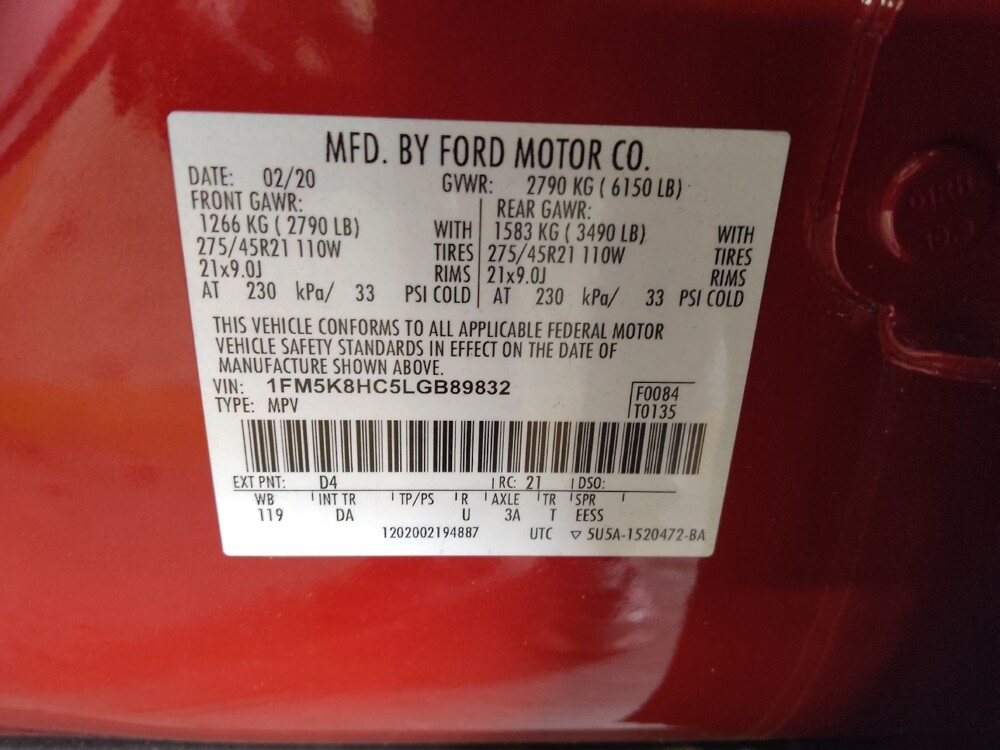 MFD. BY FORD MOTOR CO.
DATE: 02/20 GVWR: 2790 KG ( 6150 LB)
FRONT GAWR: REAR GAWR:
1266 KG ( 2790 LB) WITH 1583 KG ( 3490 LB) WITH
275/45R21 110W TIRES 275/45R21 110W TIRES
21x9.0J RIMS 21x9.0J RIMS
AT 230 kPa/ 33 PSI COLD AT 230 kPa/ 33 PSI COLD
THIS VEHICLE CONFORMS TO ALL APPLICABLE FEDERAL MOTOR
VEHICLE SAFETY STANDARDS IN EFFECT ON THE DATE OF
MANUFACTURE SHOWN ABOVE.
VIN: 1FM5K8HC5LGB89832 F0084
TYPE: MPV T0135
EXT PNT: D4 RC: 21 DSO:
WB INT TR TP/PS R AXLE TR SPR
119 DA U 3A T EESS
1202002194887 UTC ▽ 5U5A-1520472-BA